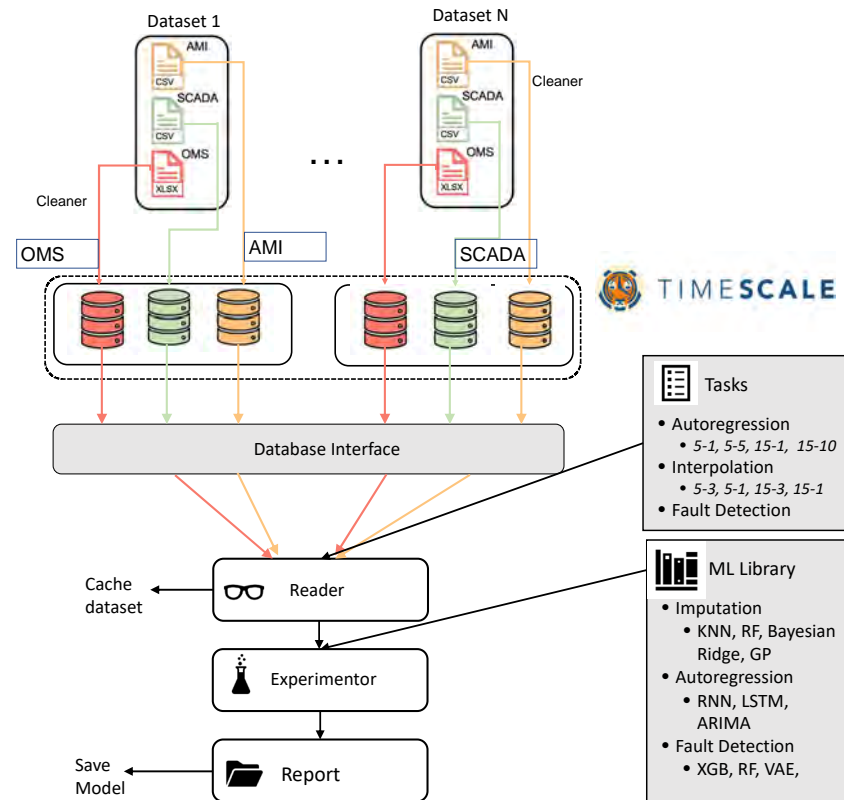 Dataset 1
Dataset N
AMI
CSV
SCADA
CSV
OMS
XLSX
Cleaner
...
AMI
CSV
SCADA
CSV
OMS
XLSX
Cleaner
OMS
AMI
SCADA
TIMESCALE
Database Interface
Tasks
• Autoregression
• 5-1, 5-5, 15-1, 15-10
• Interpolation
• 5-3, 5-1, 15-3, 15-1
• Fault Detection
Reader
Cache
dataset
Experimentor
Save
Model
Report
ML Library
• Imputation
• KNN, RF, Bayesian
Ridge, GP
• Autoregression
• RNN, LSTM,
ARIMA
• Fault Detection
• XGB, RF, VAE,